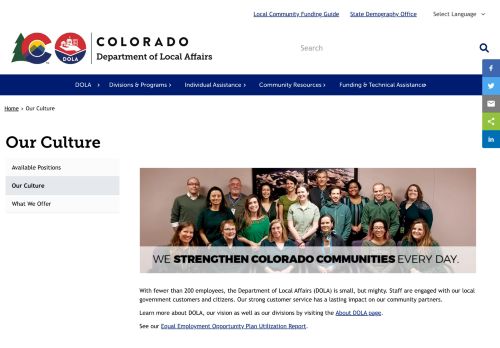 Local Community Funding Guide State Demography Office Select Language
COLORADO
Department of Local Affairs
DOLA
Search
DOLA Divisions & Programs Individual Assistance Community Resources Funding & Technical Assistance
Home › Our Culture
Our Culture
Available Positions
Our Culture
What We Offer
WE STRENGTHEN COLORADO COMMUNITIES EVERY DAY.
With fewer than 200 employees, the Department of Local Affairs (DOLA) is small, but mighty. Staff are engaged with our local
government customers and citizens. Our strong customer service has a lasting impact on our community partners.
Learn more about DOLA, our vision as well as our divisions by visiting the About DOLA page.
See our Equal Employment Opportunity Plan Utilization Report.